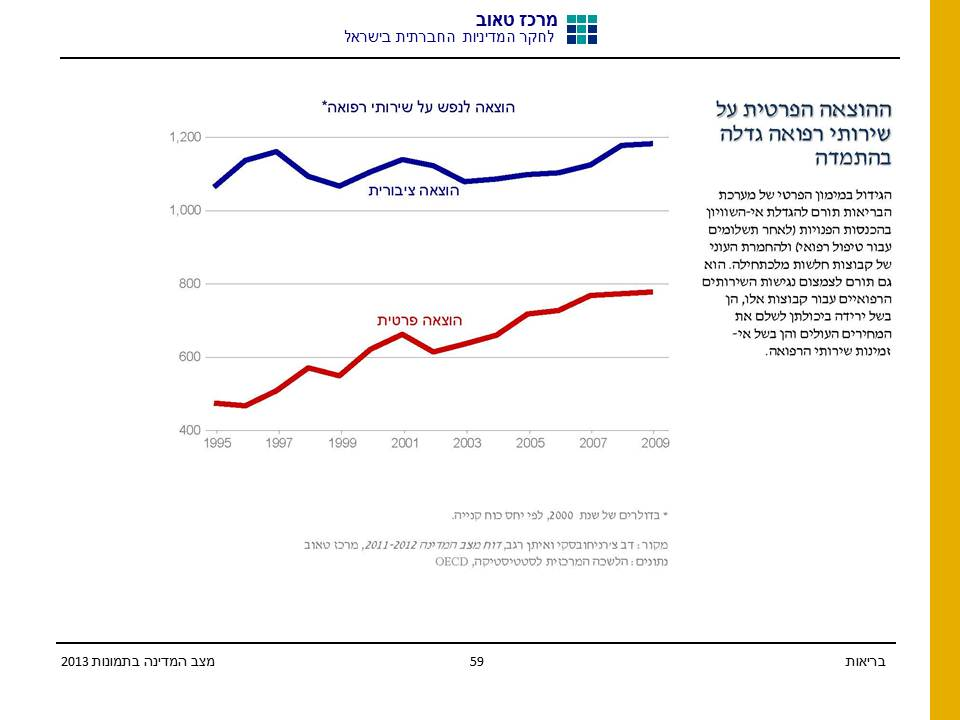 מרכז טאוב
לחקר המדיניות החברתית בישראל
ההוצאה הפרטית על
שירותי רפואה גדלה
בהתמדה
הגידול במימון הפרטי של מערכת
הבריאות תורם להגדלת אי-השוויון
בהכנסות הפנויות (לאחר תשלומים
עבור טיפול רפואי) ולהחמרת העוני
של קבוצות חלשות מלכתחילה. הוא
גם תורם לצמצום נגישות השירותים
הרפואיים עבור קבוצות אלו, הן
בשל ירידה ביכולתן לשלם את
המחירים העולים והן בשל אי-
זמינות שירותי הרפואה.
הוצאה לנפש על שירותי רפואה*
1,200
הוצאה ציבורית
1,000
800
הוצאה פרטית
600
400
1995 1997 1999 2001 2003 2005 2007 2009
* בדולרים של שנת 2000, לפי יחס כוח קנייה.
מקור: דב צ'רניחובסקי ואיתן רגב, דוח מצב המדינה 2011-2012, מרכז טאוב
נתונים: הלשכה המרכזית לסטטיסטיקה, OECD
בריאות
59
מצב המדינה בתמונות 2013